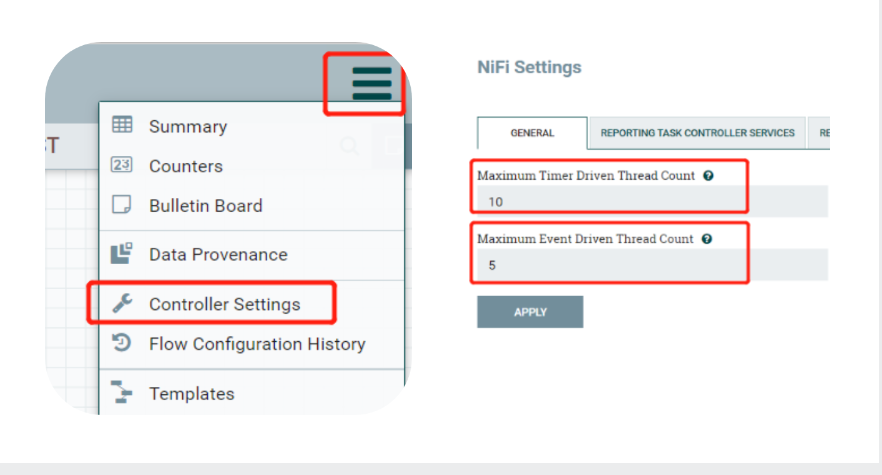 ST
Summary
Counters
Bulletin Board
Data Provenance
Controller Settings
Flow Configuration History
Templates
NiFi Settings
GENERAL
REPORTING TASK CONTROLLER SERVICES
RE
Maximum Timer Driven Thread Count
10
Maximum Event Driven Thread Count
5
APPLY